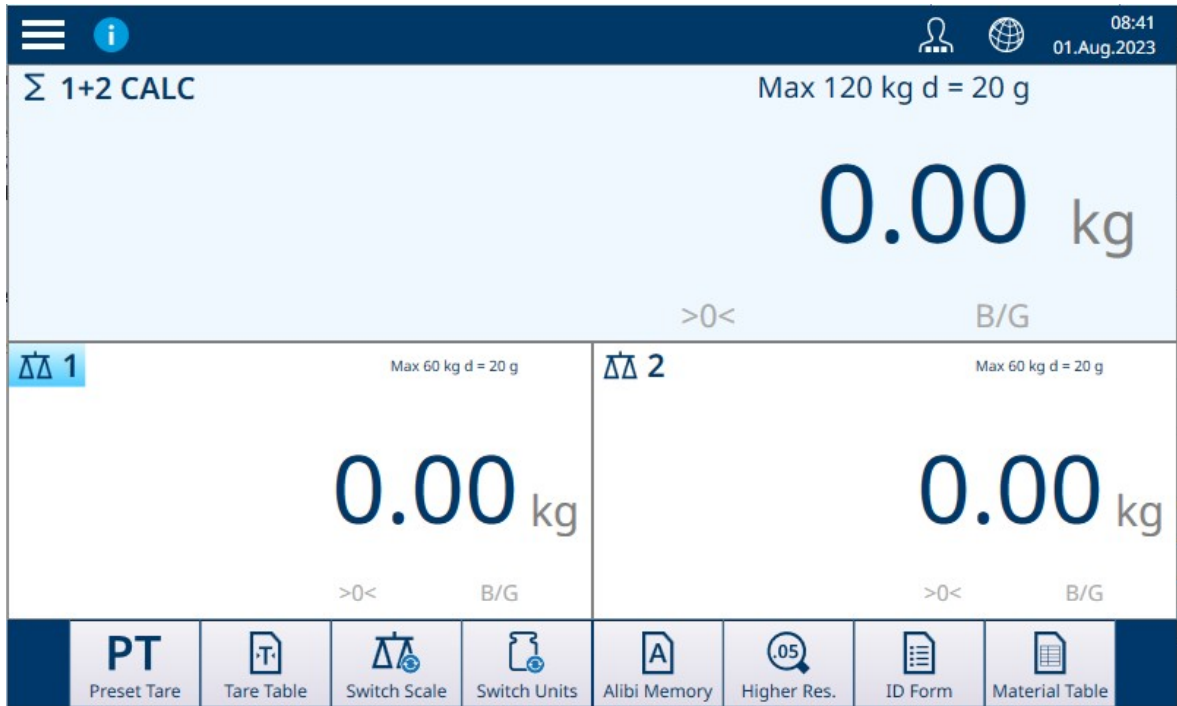 i
08:41
01.Aug.2023
Σ 1+2 CALC
Max 120 kg d = 20 g
0.00 kg
>0< B/G
1
Max 60 kg d = 20 g
0.00 kg
>0< B/G
2
Max 60 kg d = 20 g
0.00 kg
>0< B/G
PT
Preset Tare
T
Tare Table
Switch Scale
Switch Units
A
Alibi Memory
.05
Higher Res.
ID Form
Material Table